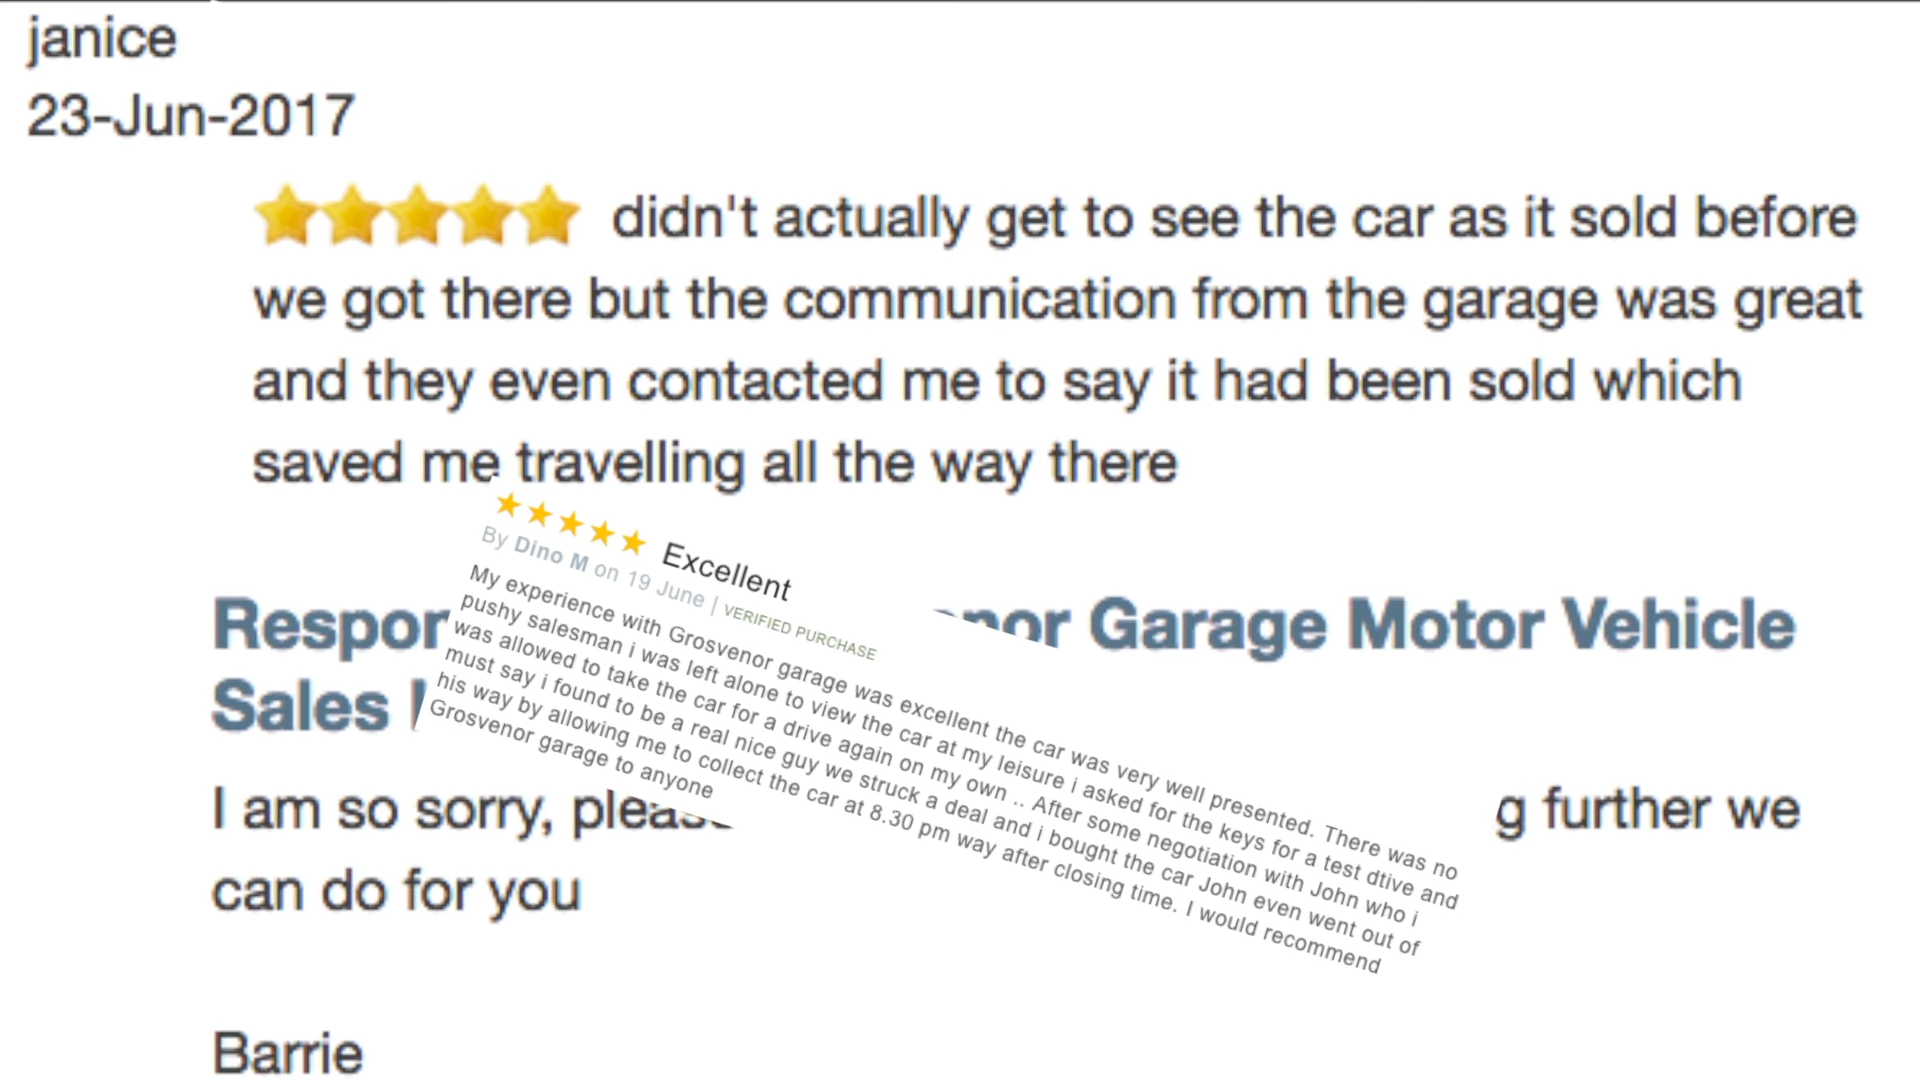 janice
23-Jun-2017
didn't actually get to see the car as it sold before
we got there but the communication from the garage was great
and they even contacted me to say it had been sold which
saved me travelling all the way there
Excellent
By Dino M on 19 June | VERIFIED PURCHASE
My experience with Grosvenor garage was excellent the car was very well presented. There was no
pushy salesman i was left alone to view the car at my leisure i asked for the keys for a test dtive and
was allowed to take the car for a drive again on my own .. After some negotiation with John who i
must say i found to be a real nice guy we struck a deal and i bought the car John even went out of
his way by allowing me to collect the car at 8.30 pm way after closing time. I would recommend
Grosvenor garage to anyone
Garage Motor Vehicle
Sales
I am so sorry, further we
can do for you
Barrie